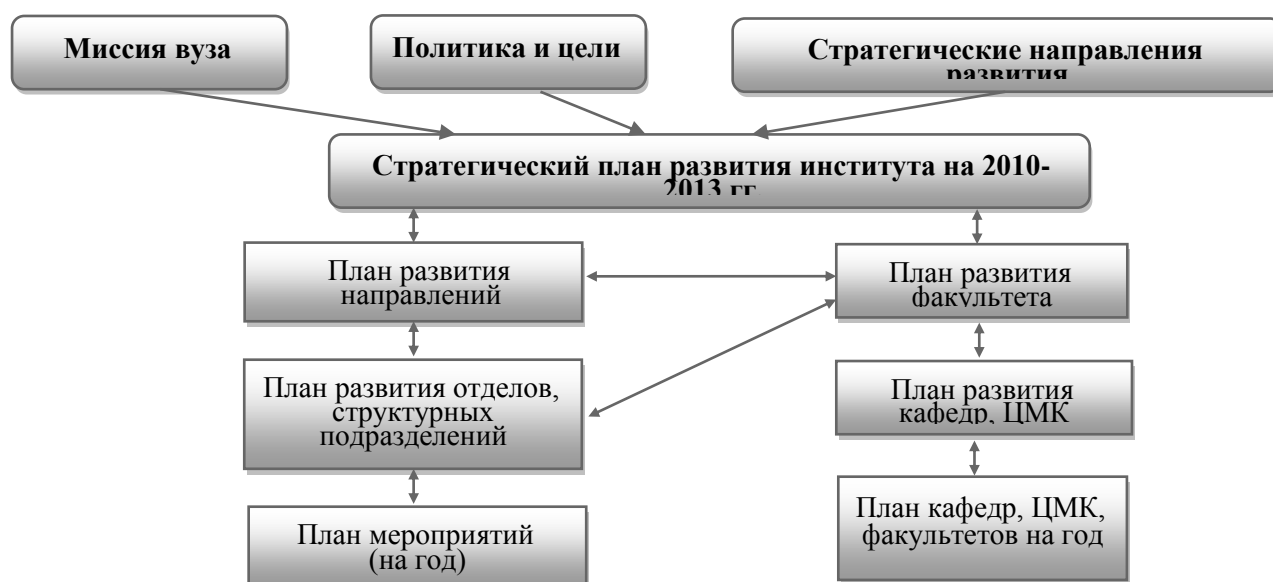 Миссия вуза
Политика и цели
Стратегические направления
развития
Стратегический план развития института на 2010-
2013 гг
План развития
направлений
План развития
факультета
План развития отделов,
структурных
подразделений
План развития
кафедр, ЦМК
План мероприятий
(на год)
План кафедр, ЦМК,
факультетов на год